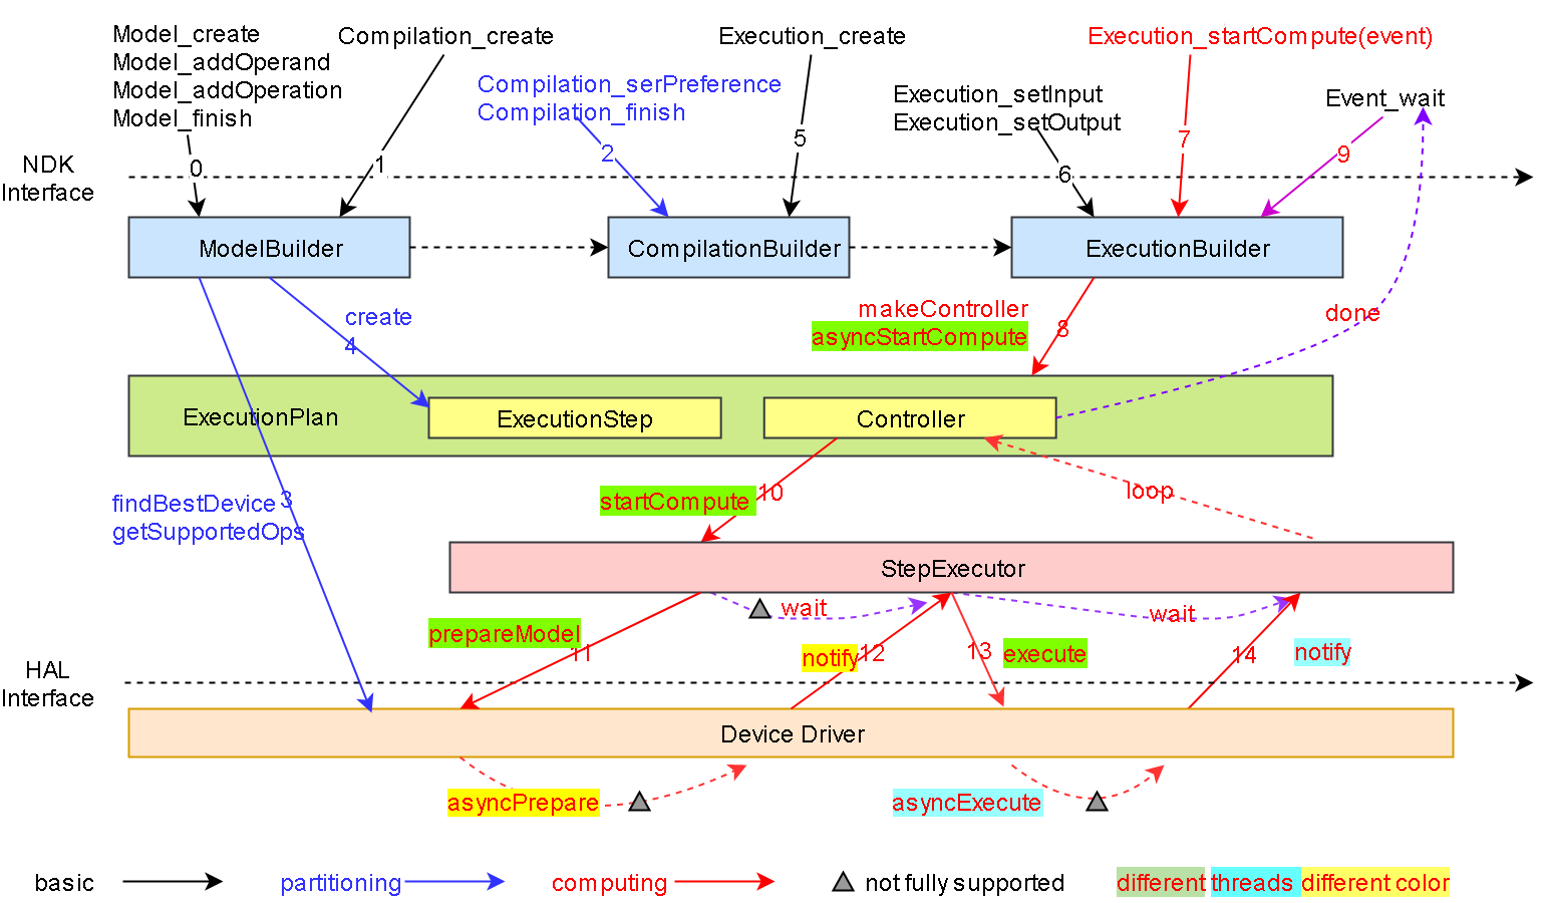 Model_create
Model_addOperand
Model_addOperation
Model_finish
Compilation_create
Compilation_serPreference
Compilation_finish
Execution_create
Execution_setInput
Execution_setOutput
Execution_startCompute(event)
Event_wait
NDK
Interface
0
1
2
5
6
7
9
ModelBuilder
CompilationBuilder
ExecutionBuilder
create
4
makeController
asyncStartCompute
8
done
ExecutionPlan
ExecutionStep
Controller
findBestDevice
3
getSupportedOps
startCompute
10
loop
StepExecutor
wait
wait
prepareModel
11
notify
12
13
execute
14
notify
HAL
Interface
Device Driver
asyncPrepare
asyncExecute
basic
partitioning
computing
not fully supported
different threads different color